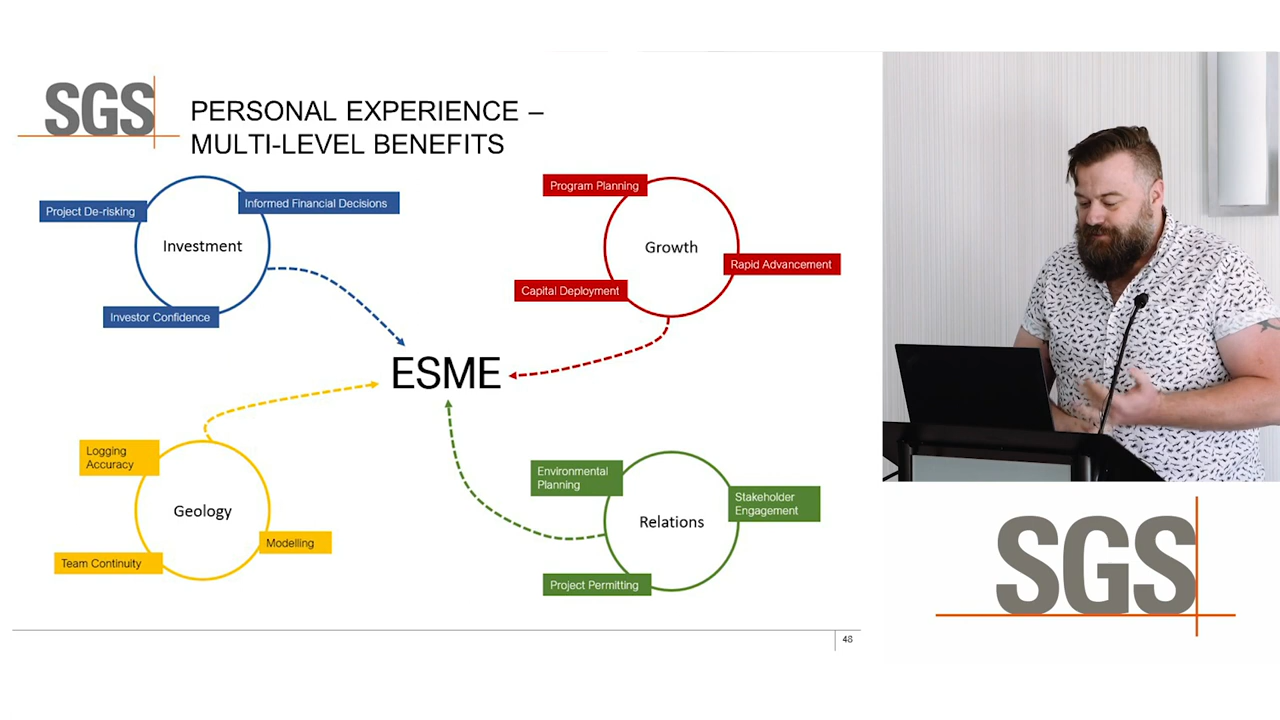 SGS
PERSONAL EXPERIENCE –
MULTI-LEVEL BENEFITS
Project De-risking
Informed Financial Decisions
Investment
Investor Confidence
Program Planning
Growth
Rapid Advancement
Capital Deployment
ESME
Logging
Accuracy
Geology
Modelling
Team Continuity
Environmental
Planning
Stakeholder
Engagement
Relations
Project Permitting
48
SGS